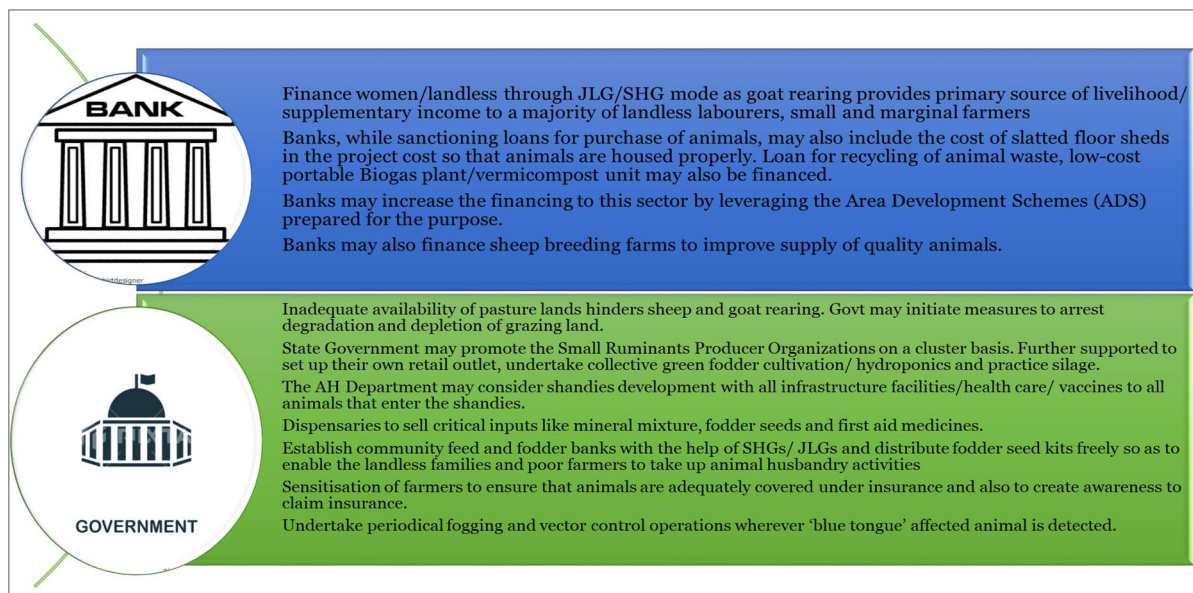 BANK
Finance women/landless through JLG/SHG mode as goat rearing provides primary source of livelihood/
supplementary income to a majority of landless labourers, small and marginal farmers
Banks, while sanctioning loans for purchase of animals, may also include the cost of slatted floor sheds
in the project cost so that animals are housed properly. Loan for recycling of animal waste, low-cost
portable Biogas plant/vermicompost unit may also be financed.
Banks may increase the financing to this sector by leveraging the Area Development Schemes (ADS)
prepared for the purpose.
Banks may also finance sheep breeding farms to improve supply of quality animals.
Inadequate availability of pasture lands hinders sheep and goat rearing. Govt may initiate measures to arrest
degradation and depletion of grazing land.
State Government may promote the Small Ruminants Producer Organizations on a cluster basis. Further supported to
set up their own retail outlet, undertake collective green fodder cultivation/ hydroponics and practice silage.
The AH Department may consider shandies development with all infrastructure facilities/health care/ vaccines to all
animals that enter the shandies.
Dispensaries to sell critical inputs like mineral mixture, fodder seeds and first aid medicines.
Establish community feed and fodder banks with the help of SHGs/ JLGs and distribute fodder seed kits freely so as to
enable the landless families and poor farmers to take up animal husbandry activities
Sensitisation of farmers to ensure that animals are adequately covered under insurance and also to create awareness to
claim insurance.
Undertake periodical fogging and vector control operations wherever ‘blue tongue’ affected animal is detected.
GOVERNMENT